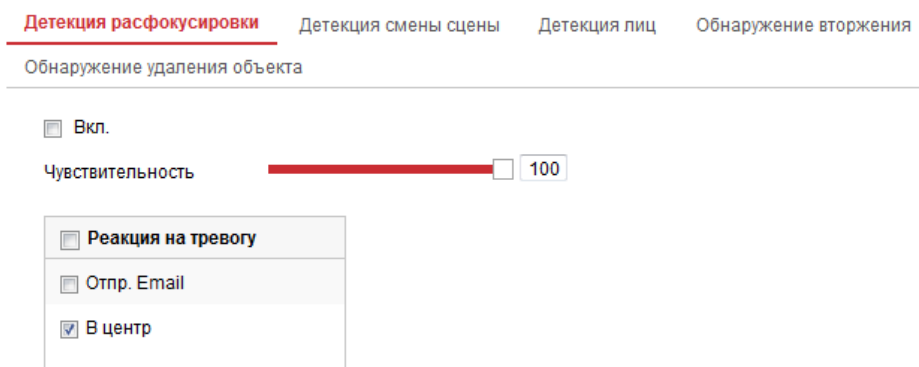 Детекция расфокусировки Детекция смены сцены Детекция лиц Обнаружение вторжения
Обнаружение удаления объекта
Вкл.
Чувствительность 100
Реакция на тревогу
Отпр. Email
В центр